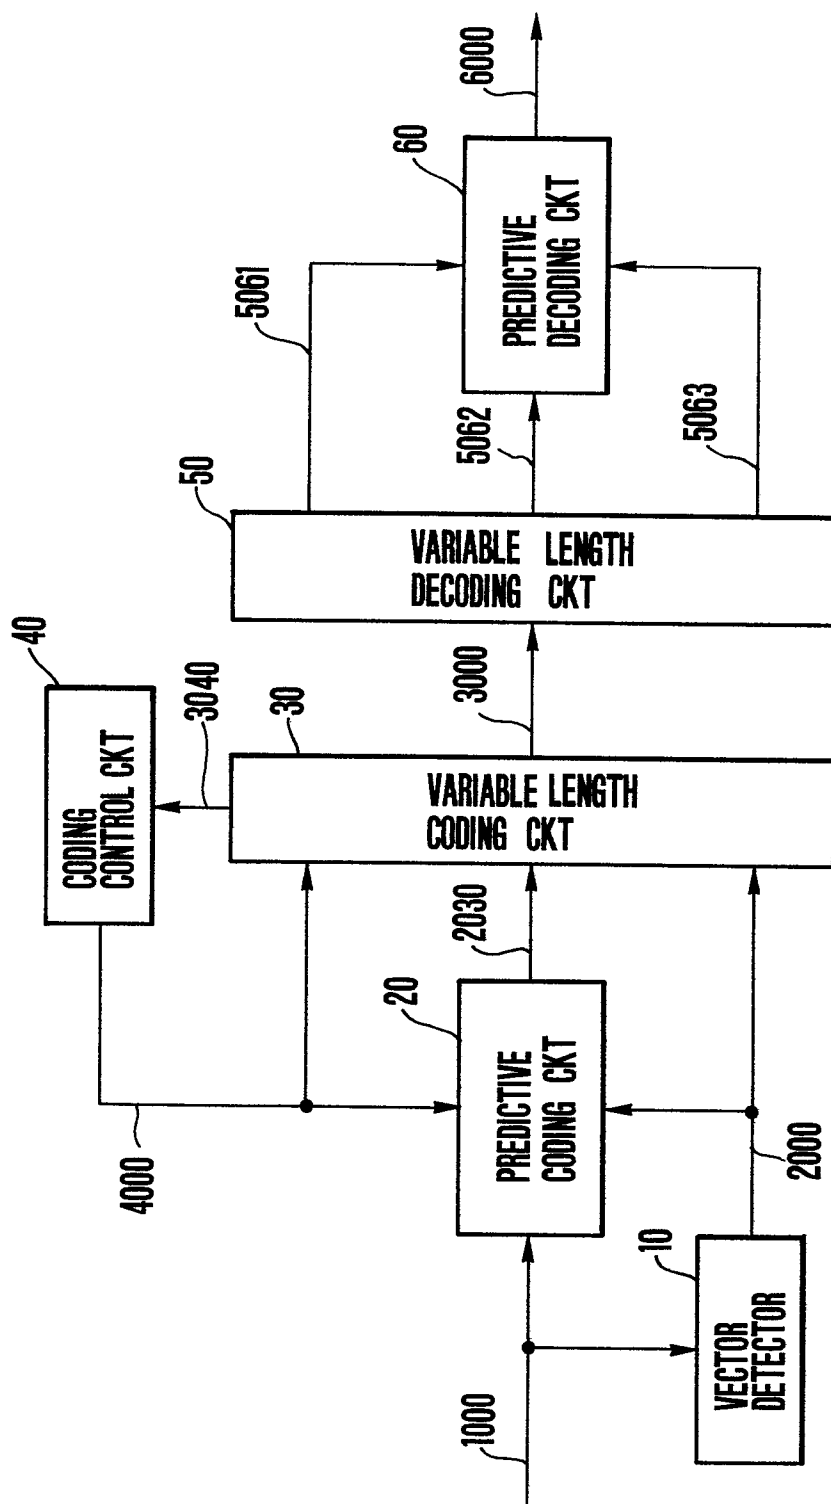 40
CODING
CONTROL CKT
4000
3040
50
5061
30
20
60
1000
PREDICTIVE
CODING CKT
2030
VARIABLE LENGTH
CODING CKT
3000
VARIABLE LENGTH
DECODING CKT
5062
PREDICTIVE
DECODING CKT
6000
10
VECTOR
DETECTOR
2000
5063